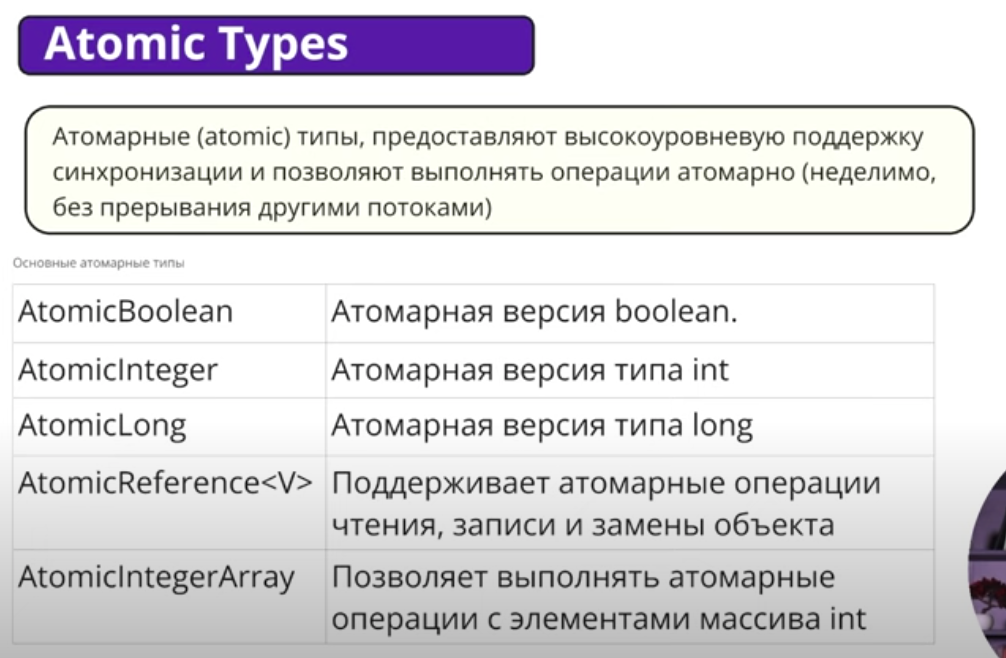 Atomic Types
Атомарные (atomic) типы, предоставляют высокоуровневую поддержку
синхронизации и позволяют выполнять операции атомарно (неделимо,
без прерывания другими потоками)
Основные атомарные типы
AtomicBoolean Атомарная версия boolean.
AtomicInteger Атомарная версия типа int
AtomicLong Атомарная версия типа long
AtomicReference<V> Поддерживает атомарные операции
чтения, записи и замены объекта
AtomicIntegerArray Позволяет выполнять атомарные
операции с элементами массива int